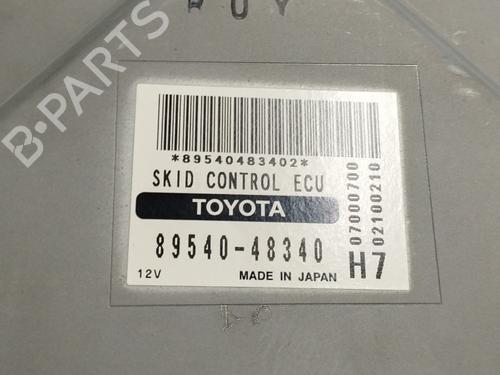 B-PARTS
*89540483402*
SKID CONTROL ECU
TOYOTA
89540-48340
12V
MADE IN JAPAN
H7
07000700
02100210